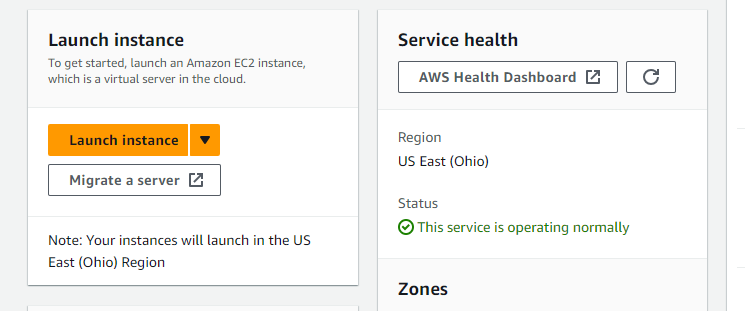 Launch instance
To get started, launch an Amazon EC2 instance,
which is a virtual server in the cloud.
Launch instance
Migrate a server
Note: Your instances will launch in the US
East (Ohio) Region
Service health
AWS Health Dashboard
Region
US East (Ohio)
Status
This service is operating normally
Zones